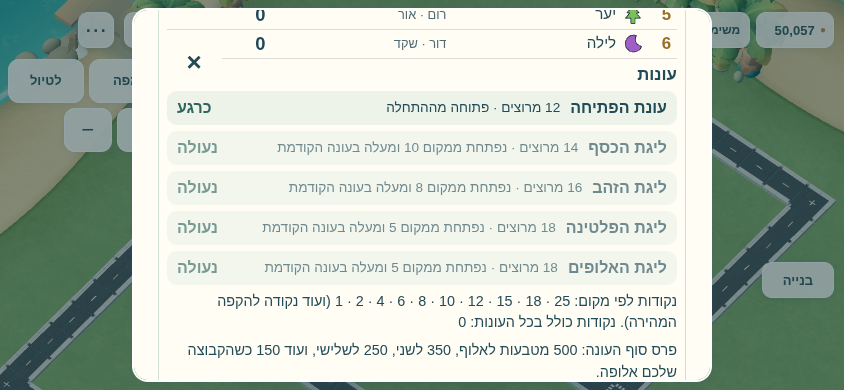 50,057
משימ
...
5 יער רום · אור 0
6 לילה דור · שקד 0
×
עונות
עונת הפתיחה 12 מרוצים · פתוחה מההתחלה כרגע
ליגת הכסף 14 מרוצים · נפתחת ממקום 10 ומעלה בעונה הקודמת נעולה
ליגת הזהב 16 מרוצים · נפתחת ממקום 8 ומעלה בעונה הקודמת נעולה
ליגת הפלטינה 18 מרוצים · נפתחת ממקום 5 ומעלה בעונה הקודמת נעולה
ליגת האלופים 18 מרוצים · נפתחת ממקום 5 ומעלה בעונה הקודמת נעולה
נקודות לפי מקום: 25 · 18 · 15 · 12 · 10 · 8 · 6 · 4 · 2 · 1 (ועוד נקודה להקפה
המהירה). נקודות כולל בכל העונות: 0
פרס סוף העונה: 500 מטבעות לאלוף, 350 לשני, 250 לשלישי, ועוד 150 כשהקבוצה
שלכם אלופה.
פה
לטיול
–
בנייה